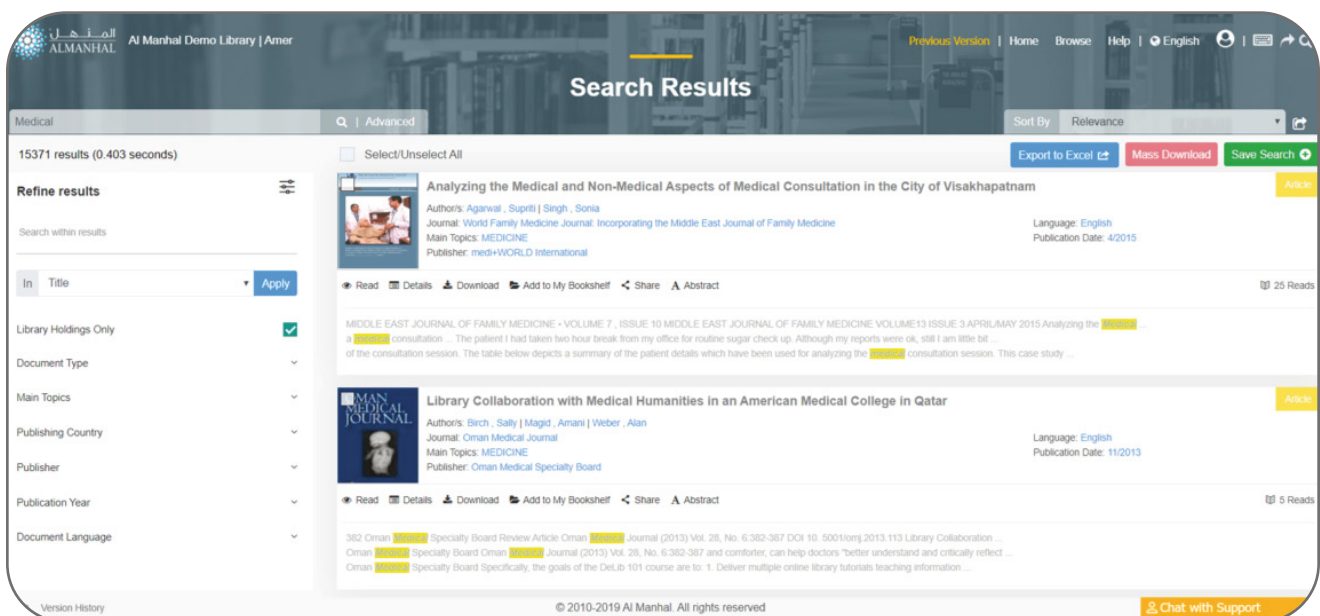 المنهل
ALMANHAL
Al Manhal Demo Library | Amer
Previous Version | Home Browse Help | English
Search Results
Medical
Advanced
Sort By Relevance
15371 results (0.403 seconds)
Select/Unselect All
Export to Excel
Mass Download
Save Search
Refine results
Search within results
In Title Apply
Library Holdings Only
Document Type
Main Topics
Publishing Country
Publisher
Publication Year
Document Language
Analyzing the Medical and Non-Medical Aspects of Medical Consultation in the City of Visakhapatnam
Article
Author/s: Agarwal , Supriti | Singh , Sonia
Journal: World Family Medicine Journal: Incorporating the Middle East Journal of Family Medicine
Language: English
Main Topics: MEDICINE
Publication Date: 4/2015
Publisher: medi+WORLD International
Read Details Download Add to My Bookshelf Share A Abstract
25 Reads
MIDDLE EAST JOURNAL OF FAMILY MEDICINE • VOLUME 7 , ISSUE 10 MIDDLE EAST JOURNAL OF FAMILY MEDICINE VOLUME13 ISSUE 3 APRIL/MAY 2015 Analyzing the Medical ...
a medical consultation ... The patient I had taken two hour break from my office for routine sugar check up. Although my reports were ok, still I am little bit ...
of the consultation session. The table below depicts a summary of the patient details which have been used for analyzing the medical consultation session. This case study ...
OMAN
MEDICAL
JOURNAL
Library Collaboration with Medical Humanities in an American Medical College in Qatar
Article
Author/s: Birch , Sally | Magid , Amani | Weber , Alan
Journal: Oman Medical Journal
Language: English
Main Topics: MEDICINE
Publication Date: 11/2013
Publisher: Oman Medical Specialty Board
Read Details Download Add to My Bookshelf Share A Abstract
5 Reads
382 Oman Medical Specialty Board Review Article Oman Medical Journal (2013) Vol. 28, No. 6:382-387 DOI 10. 5001/omj.2013.113 Library Collaboration ...
Oman Medical Specialty Board Oman Medical Journal (2013) Vol. 28, No. 6:382-387 and comforter, can help doctors "better understand and critically reflect ...
Oman Medical Specialty Board Specifically, the goals of the DeLib 101 course are to: 1. Deliver multiple online library tutorials teaching information ...
Version History
© 2010-2019 Al Manhal. All rights reserved
Chat with Support